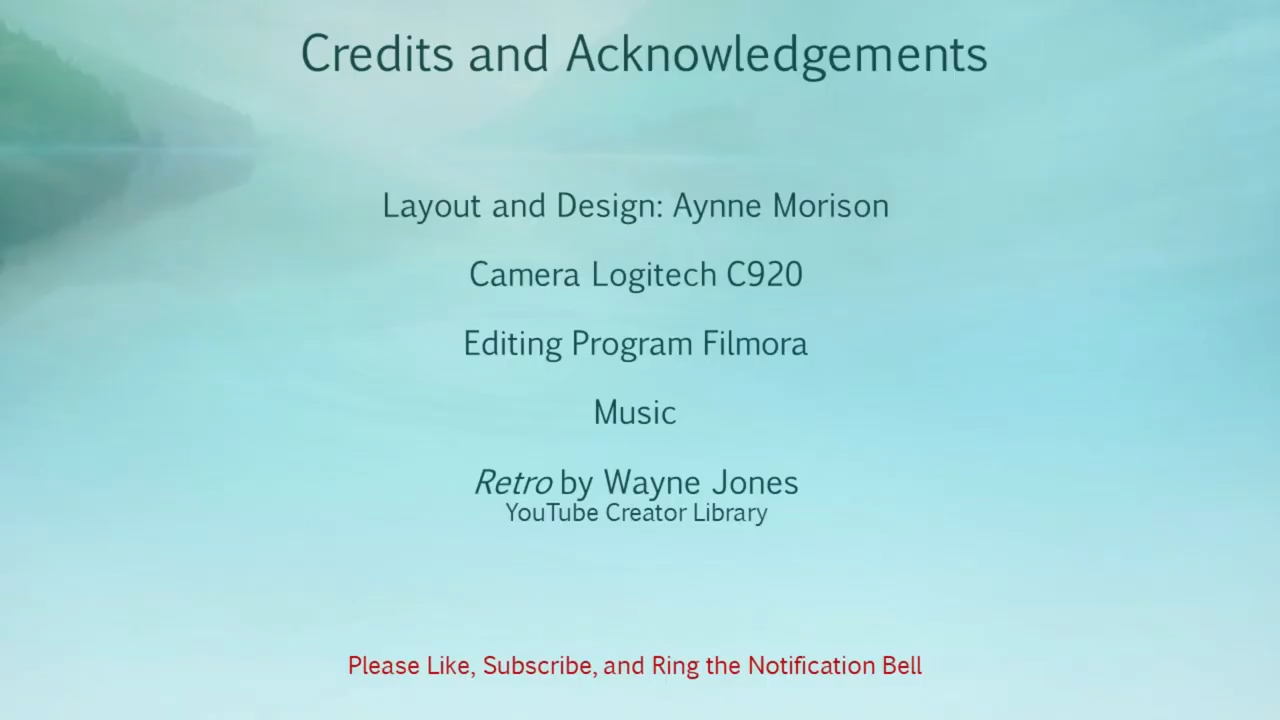 Credits and Acknowledgements
Layout and Design: Aynne Morison
Camera Logitech C920
Editing Program Filmora
Music
Retro by Wayne Jones
YouTube Creator Library
Please Like, Subscribe, and Ring the Notification Bell